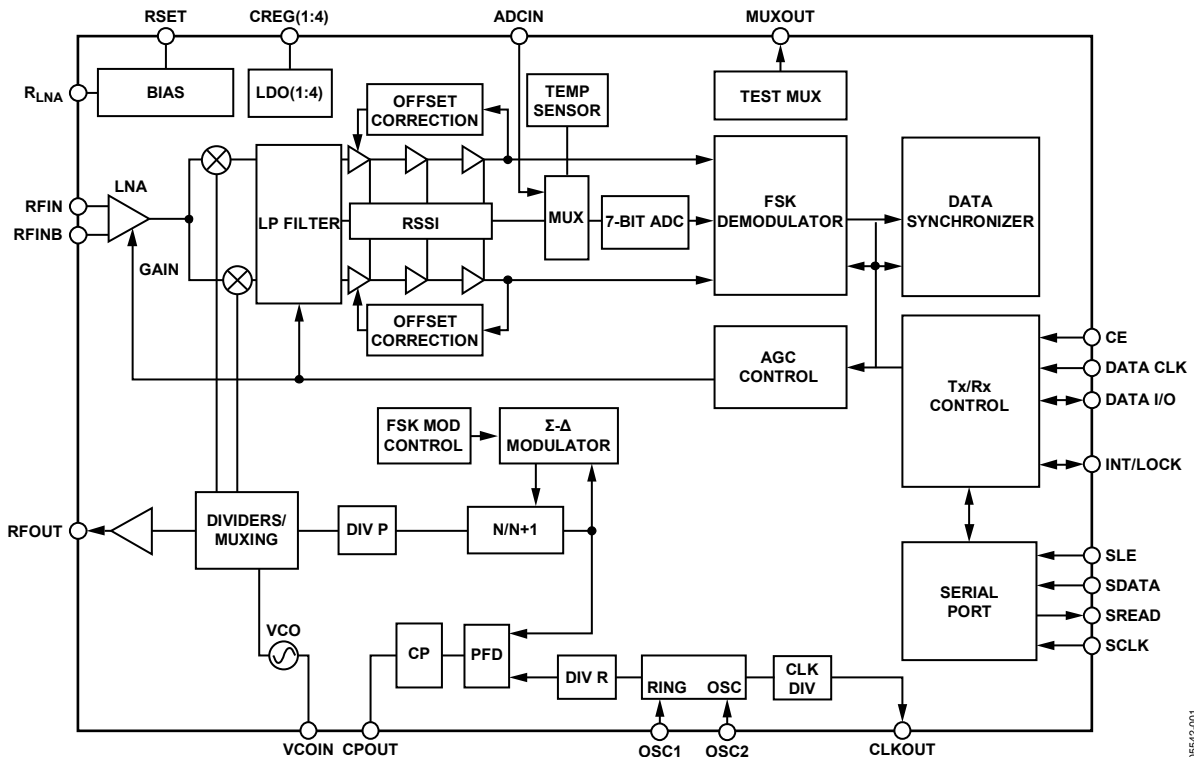 RSET
CREG(1:4)
ADCIN
MUXOUT
RLNA
BIAS
LDO(1:4)
OFFSET
CORRECTION
TEMP
SENSOR
TEST MUX
LNA
RFIN
RFINB
GAIN
LP FILTER
RSSI
MUX
7-BIT ADC
FSK
DEMODULATOR
DATA
SYNCHRONIZER
OFFSET
CORRECTION
AGC
CONTROL
Tx/Rx
CONTROL
CE
DATA CLK
DATA I/O
INT/LOCK
FSK MOD
CONTROL
Σ-Δ
MODULATOR
RFOUT
DIVIDERS/
MUXING
DIV P
N/N+1
SERIAL
PORT
SLE
SDATA
SREAD
SCLK
VCO
CP
PFD
DIV R
RING
OSC
CLK
DIV
VCOIN
CPOUT
OSC1
OSC2
CLKOUT
05542-001